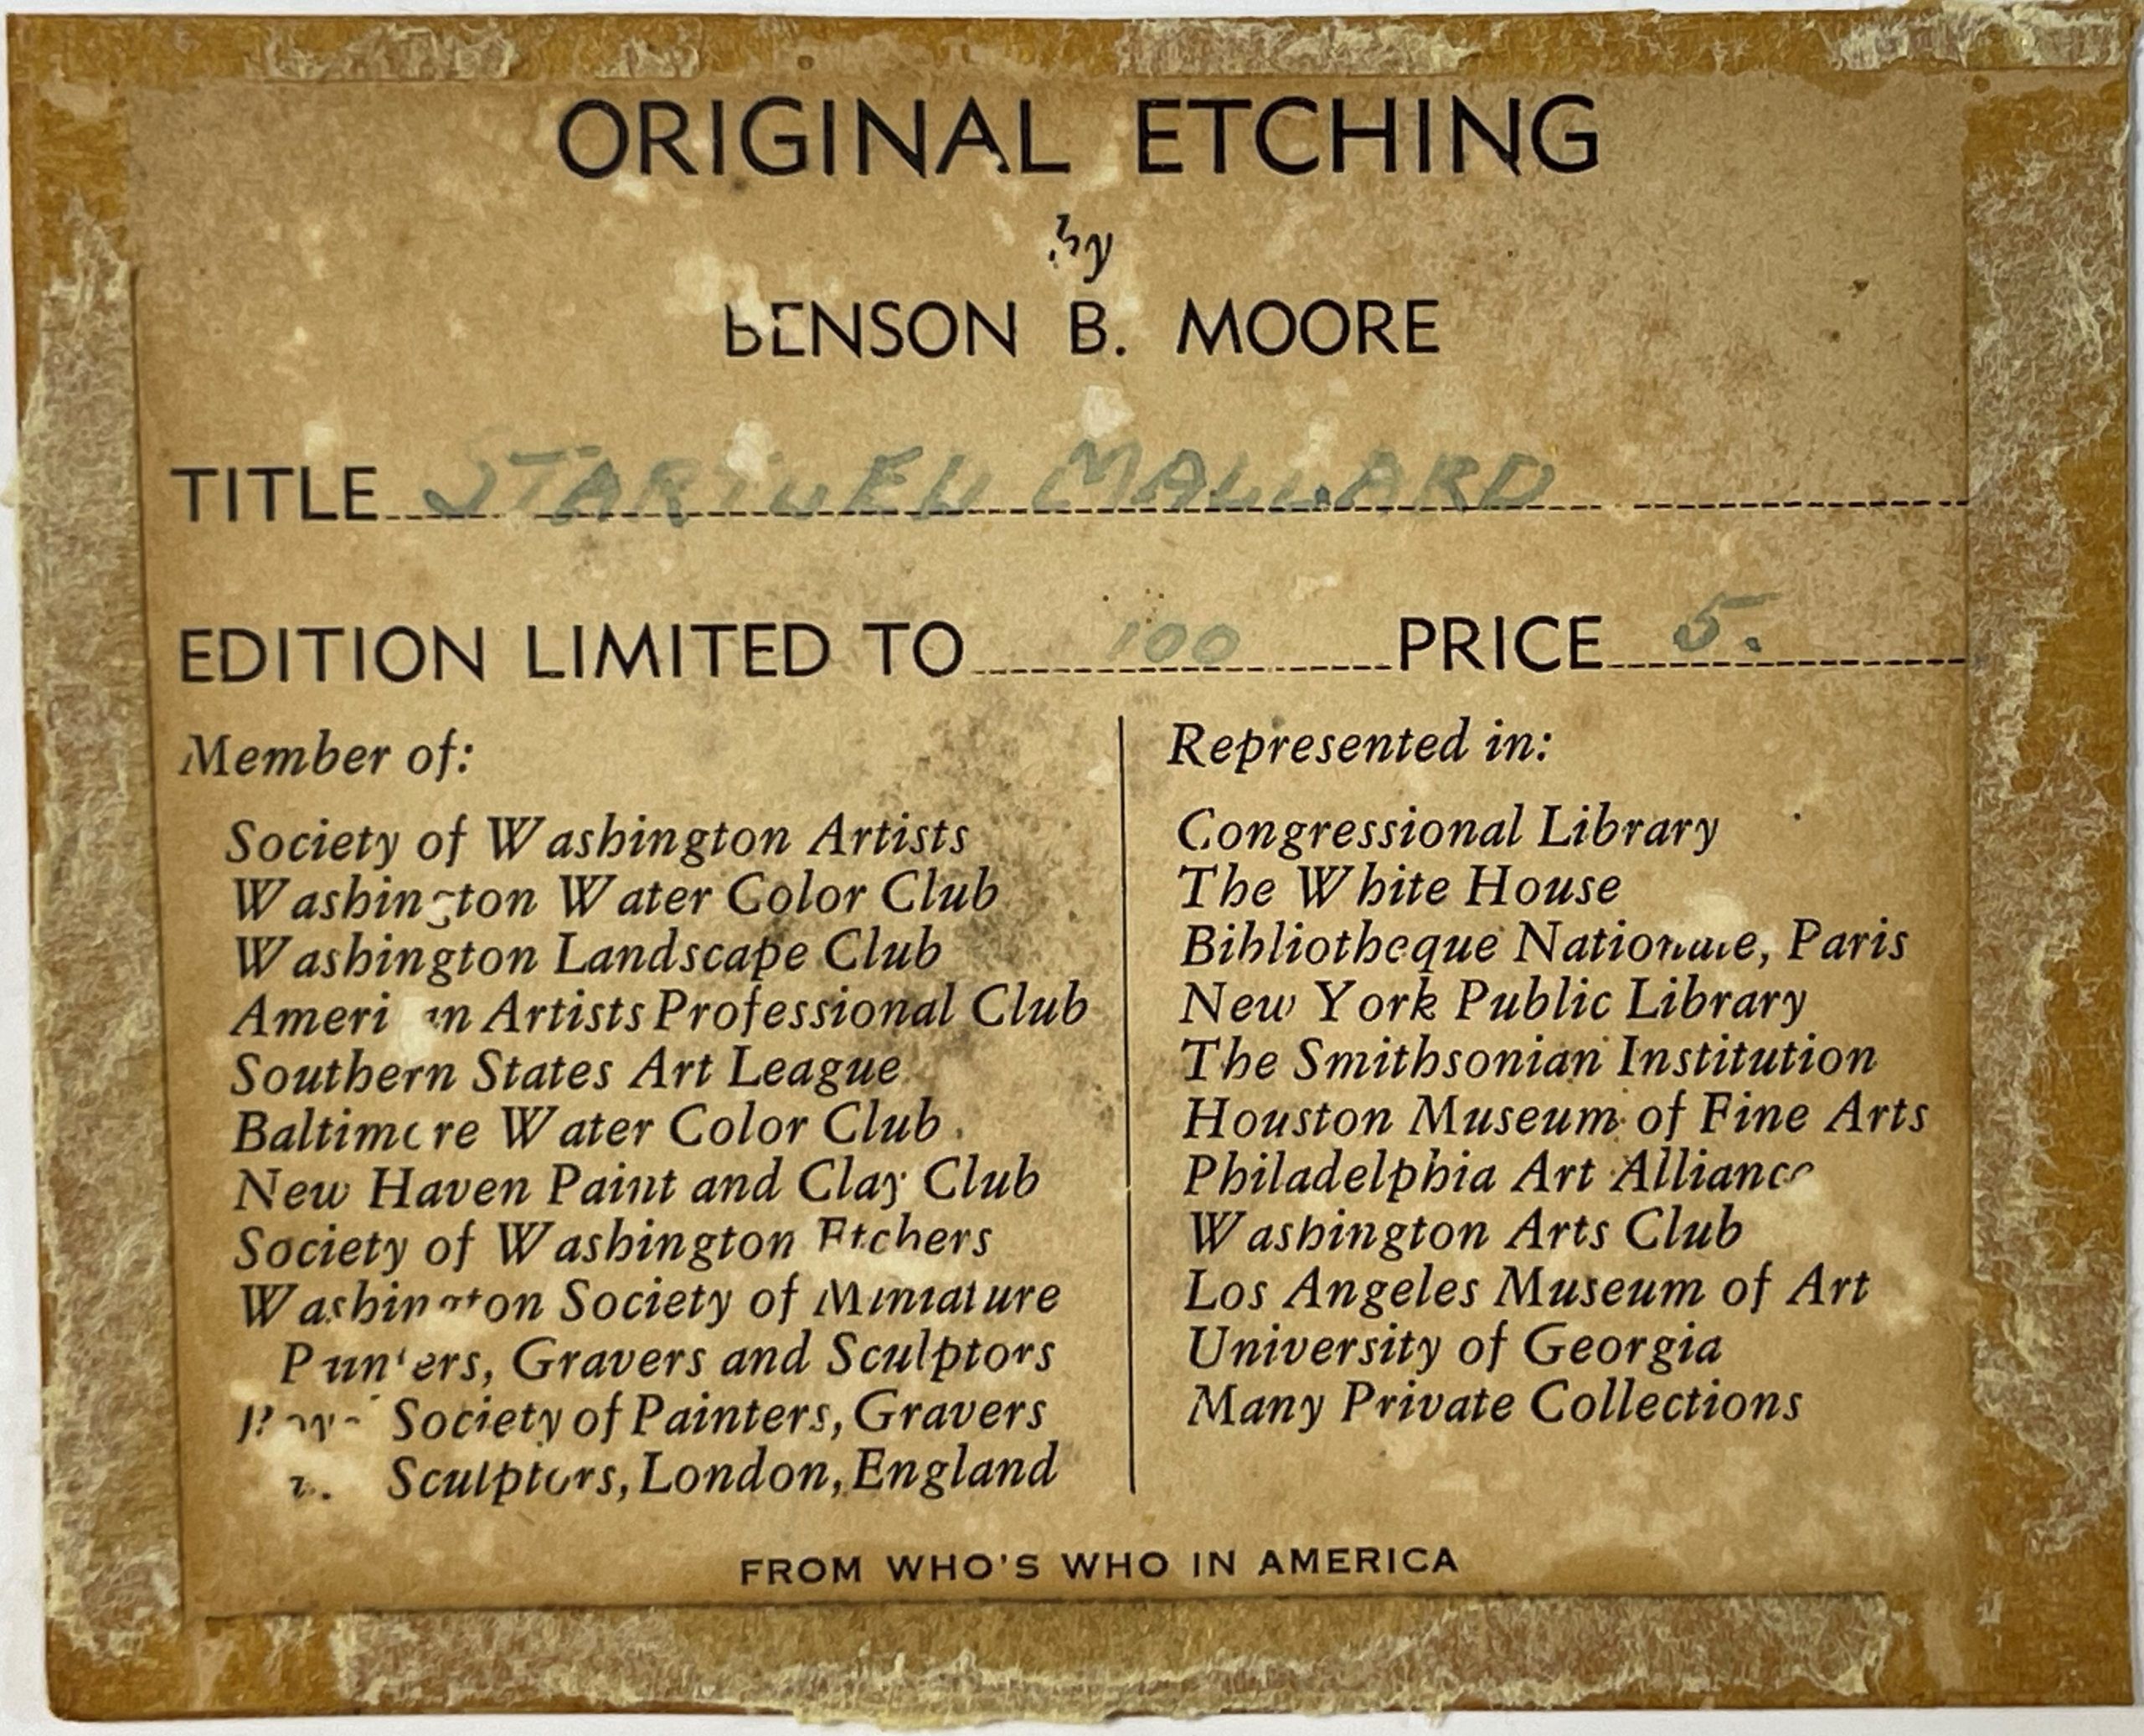 ORIGINAL ETCHING
by
BENSON B. MOORE
TITLE MALLARD
EDITION LIMITED TO 100 PRICE 5.
Member of:
Society of Washington Artists
Washington Water Color Club
Washington Landscape Club
American Artists Professional Club
Southern States Art League
Baltimore Water Color Club
New Haven Paint and Clay Club
Society of Washington Etchers
Washington Society of Miniature
Painters, Gravers and Sculptors
Society of Painters, Gravers
Sculptors, London, England
Represented in:
Congressional Library
The White House
Bibliotheque Nationale, Paris
New York Public Library
The Smithsonian Institution
Houston Museum of Fine Arts
Philadelphia Art Alliance
Washington Arts Club
Los Angeles Museum of Art
University of Georgia
Many Private Collections
FROM WHO'S WHO IN AMERICA